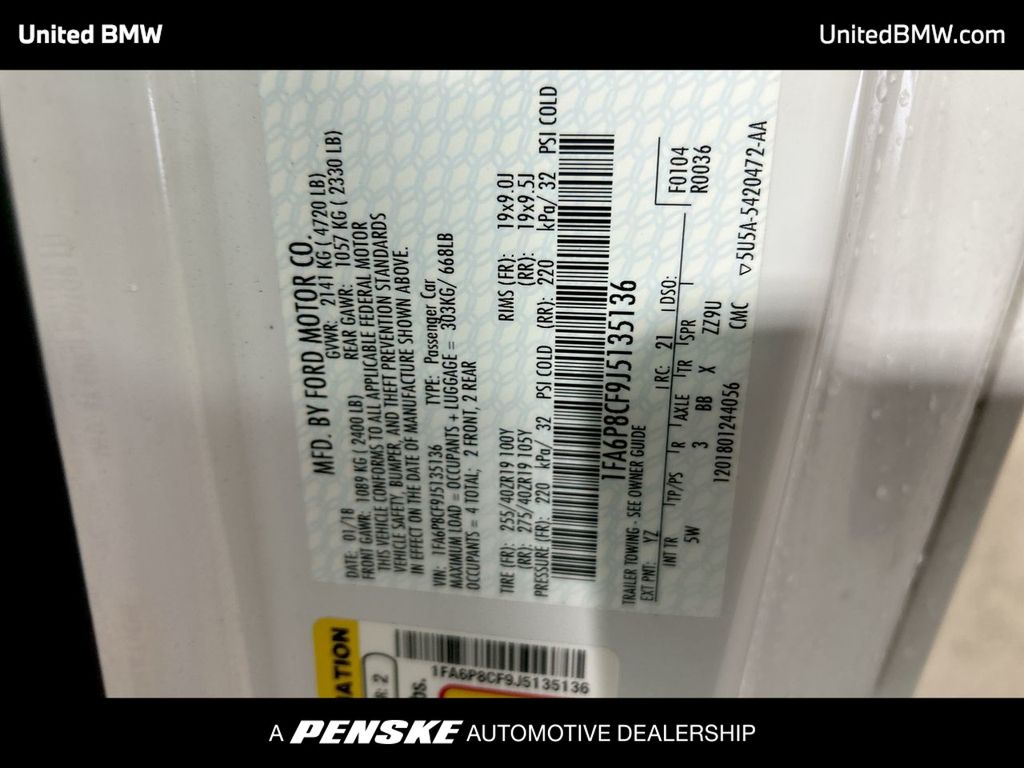 United BMW
UnitedBMW.com
MFD. BY FORD MOTOR CO.
DATE: 01/18 GVWR: 2141 KG ( 4720 LB)
FRONT GAWR: 1089 KG ( 2400 LB) REAR GAWR: 1057 KG ( 2330 LB)
THIS VEHICLE CONFORMS TO ALL APPLICABLE FEDERAL MOTOR
VEHICLE SAFETY, BUMPER, AND THEFT PREVENTION STANDARDS
IN EFFECT ON THE DATE OF MANUFACTURE SHOWN ABOVE.
VIN: 1FA6P8CF9J5135136 TYPE: Passenger Car
MAXIMUM LOAD = OCCUPANTS + LUGGAGE = 303KG/ 668LB
OCCUPANTS = 4 TOTAL; 2 FRONT, 2 REAR
TIRE (FR): 255/40ZR19 100Y RIMS (FR): 19x9.0J
(RR): 275/40ZR19 105Y (RR): 19x9.5J
PRESSURE (FR): 220 kPa/ 32 PSI COLD (RR): 220 kPa/ 32 PSI COLD
1FA6P8CF9J5135136
TRAILER TOWING - SEE OWNER GUIDE
EXT PNT: YZ RC: 21 DSO: F0104
R0036
INT TR TP/PS R AXLE TR SPR
5W 3 BB X ZZ9U
CMC
120180124 4056
▽5U5A-5420472-AA
ATION
R: 2
bs.
1FA6P8CF9J5135136
A PENSKE AUTOMOTIVE DEALERSHIP